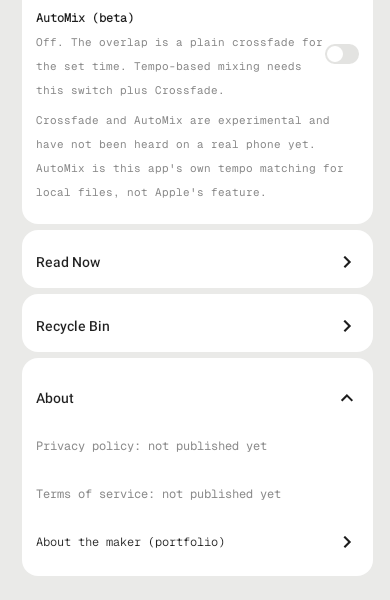 AutoMix (beta)
Off. The overlap is a plain crossfade for
the set time. Tempo-based mixing needs
this switch plus Crossfade.
Crossfade and AutoMix are experimental and
have not been heard on a real phone yet.
AutoMix is this app's own tempo matching for
local files, not Apple's feature.
Read Now
Recycle Bin
About
Privacy policy: not published yet
Terms of service: not published yet
About the maker (portfolio)